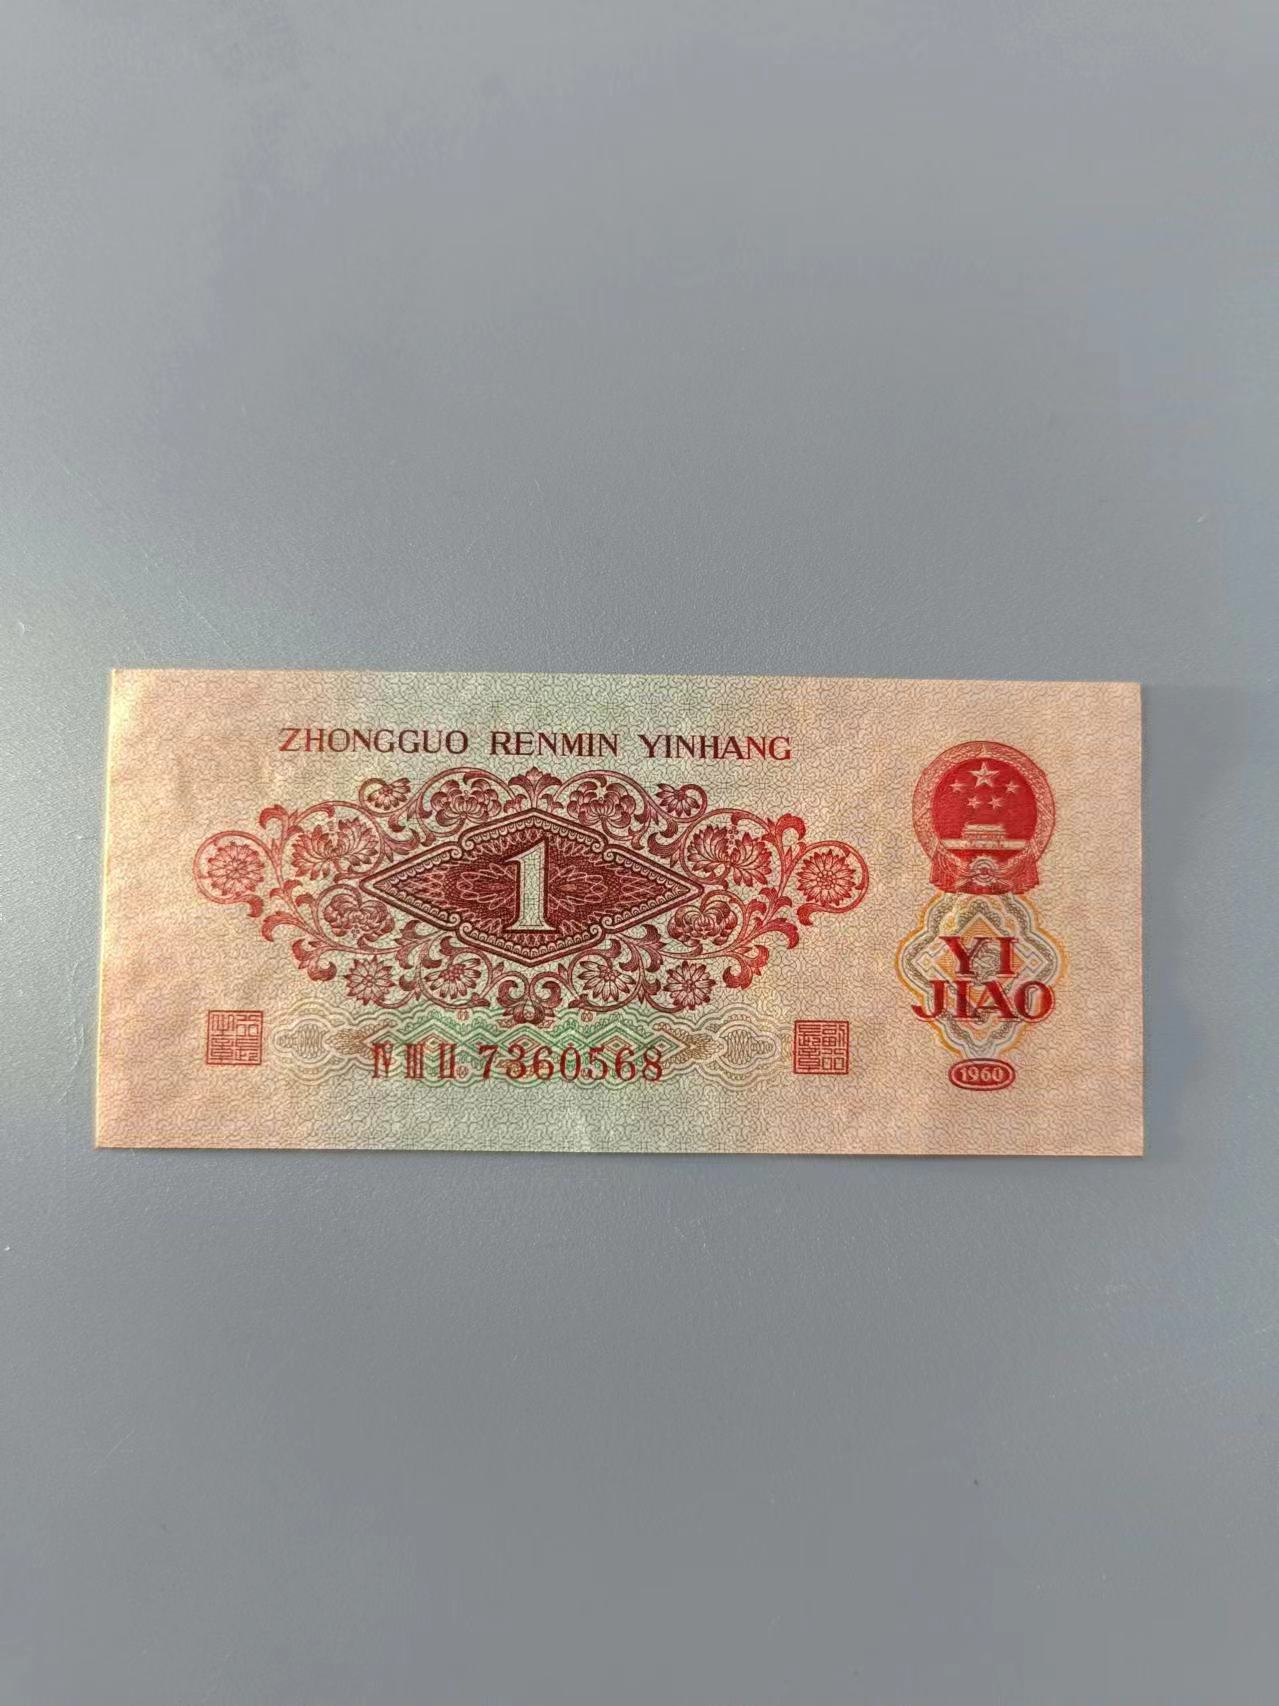 ZHONGGUO RENMIN YINHANG
1
YI
JIAO
Ⅳ Ⅲ Ⅱ 7360568
1960